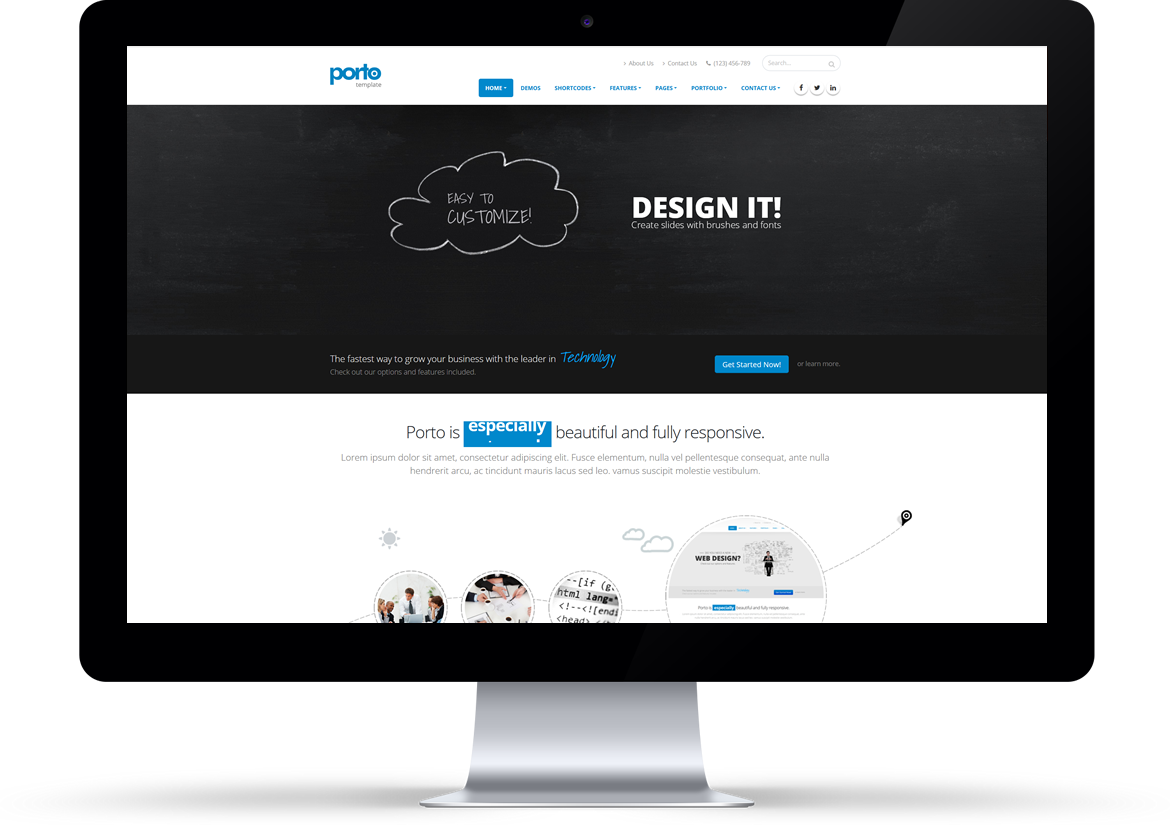 porto
template
About Us
Contact Us
(123) 456-789
Search...
HOME
DEMOS
SHORTCODES
FEATURES
PAGES
PORTFOLIO
CONTACT US
EASY TO
CUSTOMIZE!
DESIGN IT!
Create slides with brushes and fonts
The fastest way to grow your business with the leader in Technology
Check out our options and features included.
Get Started Now!
or learn more.
Porto is especially beautiful and fully responsive.
Lorem ipsum dolor sit amet, consectetur adipiscing elit. Fusce elementum, nulla vel pellentesque consequat, ante nulla
hendrerit arcu, ac tincidunt mauris lacus sed leo. vamus suscipit molestie vestibulum.
WEB DESIGN?
Porto is especially beautiful and fully responsive.
--[if (g
html lang="
<!--<![endi
<head>